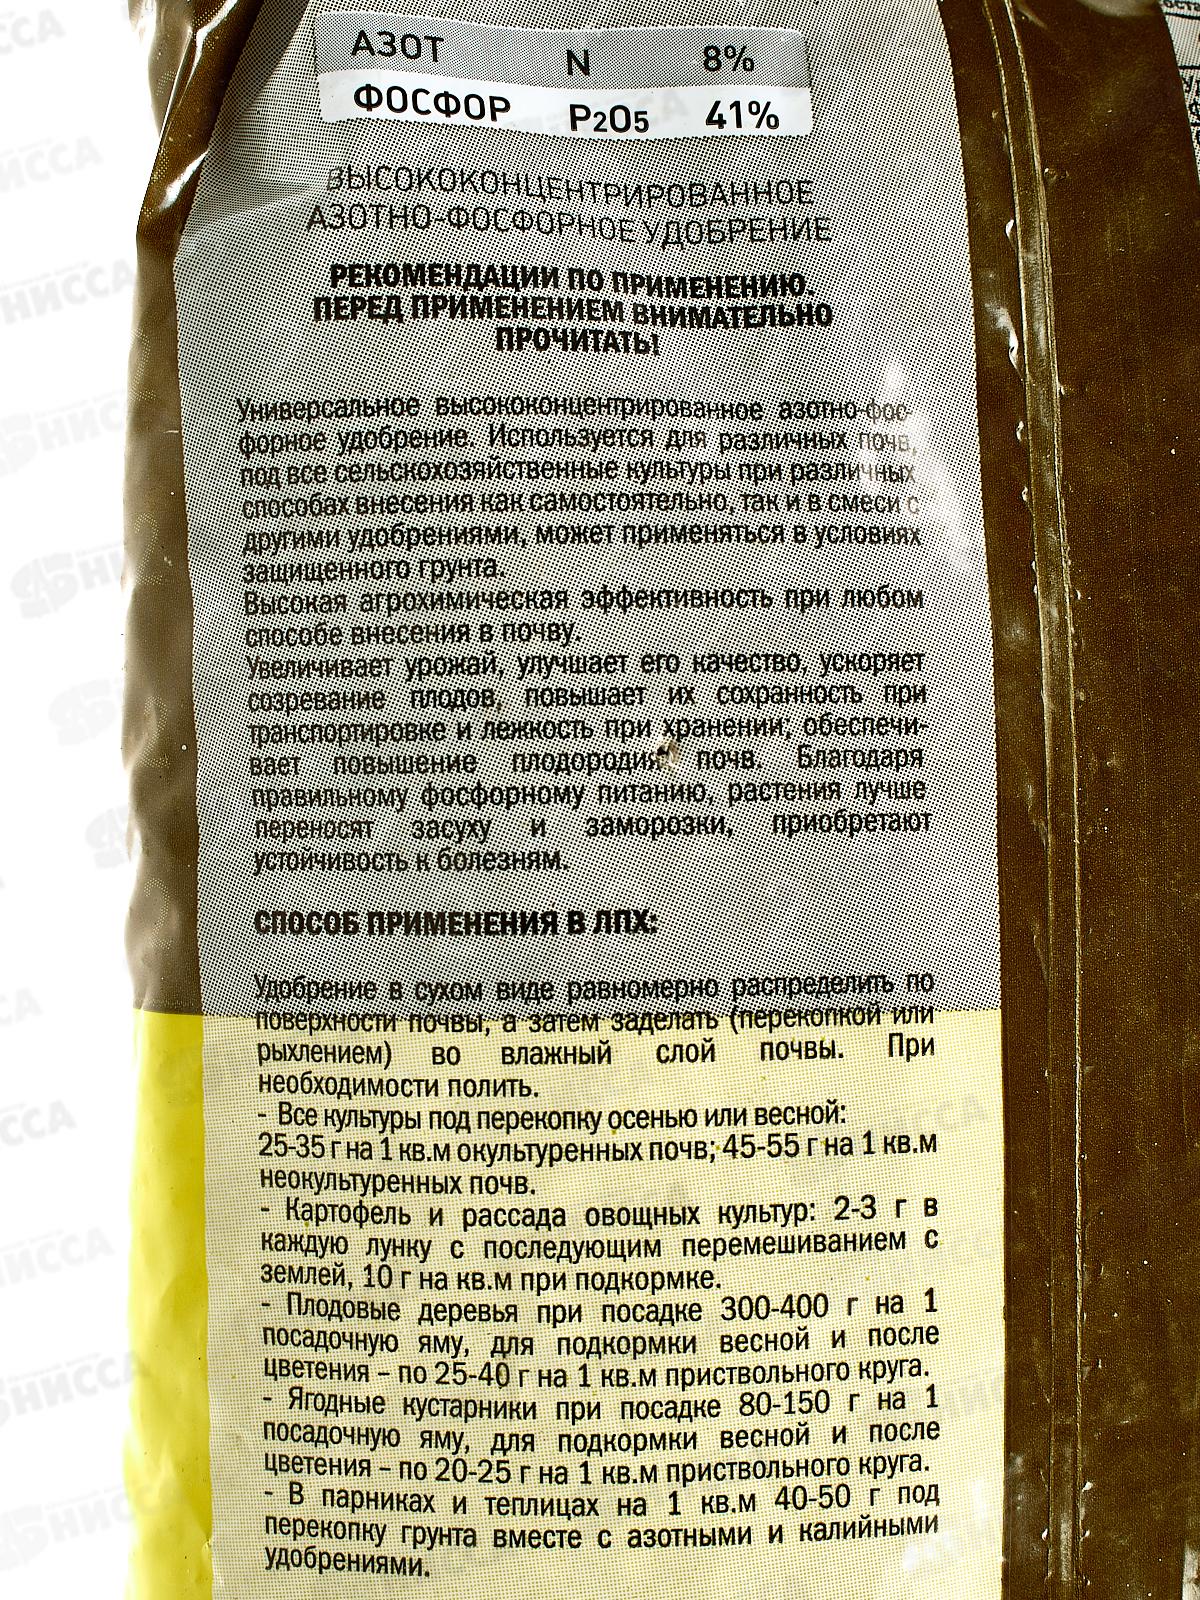 АЗОТ N 8%
ФОСФОР P2O5 41%
ВЫСОКОКОНЦЕНТРИРОВАННОЕ
АЗОТНО-ФОСФОРНОЕ УДОБРЕНИЕ
РЕКОМЕНДАЦИИ ПО ПРИМЕНЕНИЮ.
ПЕРЕД ПРИМЕНЕНИЕМ ВНИМАТЕЛЬНО
ПРОЧИТАТЬ!
Универсальное высококонцентрированное азотно-фос-
форное удобрение. Используется для различных почв,
под все сельскохозяйственные культуры при различных
способах внесения как самостоятельно, так и в смеси с
другими удобрениями, может применяться в условиях
защищенного грунта.
Высокая агрохимическая эффективность при любом
способе внесения в почву.
Увеличивает урожай, улучшает его качество, ускоряет
созревание плодов, повышает их сохранность при
транспортировке и лежкость при хранении; обеспечи-
вает повышение плодородия почв. Благодаря
правильному фосфорному питанию, растения лучше
переносят засуху и заморозки, приобретают
устойчивость к болезням.
СПОСОБ ПРИМЕНЕНИЯ В ЛПХ:
Удобрение в сухом виде равномерно распределить по
поверхности почвы, а затем заделать (перекопкой или
рыхлением) во влажный слой почвы. При
необходимости полить.
- Все культуры под перекопку осенью или весной:
25-35 г на 1 кв.м окультуренных почв; 45-55 г на 1 кв.м
неокультуренных почв.
- Картофель и рассада овощных культур: 2-3 г в
каждую лунку с последующим перемешиванием с
землей, 10 г на кв.м при подкормке.
- Плодовые деревья при посадке 300-400 г на 1
посадочную яму, для подкормки весной и после
цветения – по 25-40 г на 1 кв.м приствольного круга.
- Ягодные кустарники при посадке 80-150 г на 1
посадочную яму, для подкормки весной и после
цветения – по 20-25 г на 1 кв.м приствольного круга.
- В парниках и теплицах на 1 кв.м 40-50 г под
перекопку грунта вместе с азотными и калийными
удобрениями.